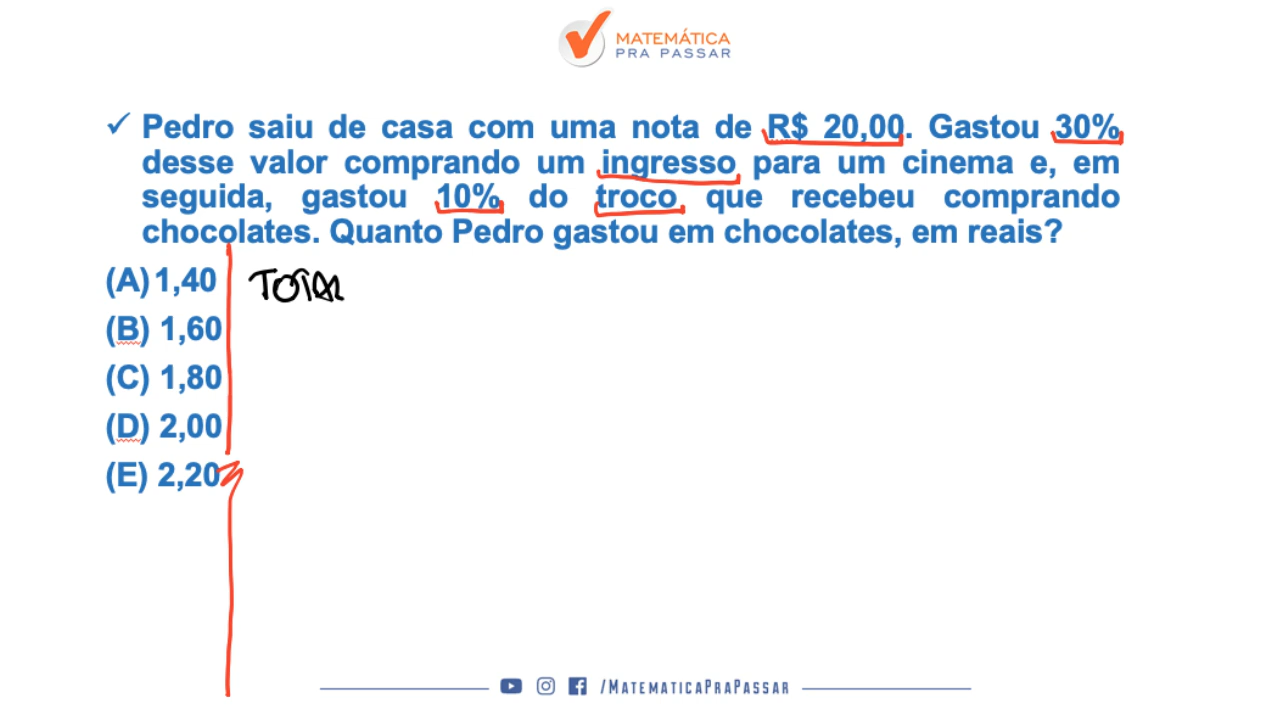 MATEMÁTICA
PRA PASSAR
✓ Pedro saiu de casa com uma nota de R$ 20,00. Gastou 30%
desse valor comprando um ingresso para um cinema e, em
seguida, gastou 10% do troco que recebeu comprando
chocolates. Quanto Pedro gastou em chocolates, em reais?
(A) 1,40
TOTAL
(B) 1,60
(C) 1,80
(D) 2,00
(E) 2,20
/MATEMATICAPRAPASSAR